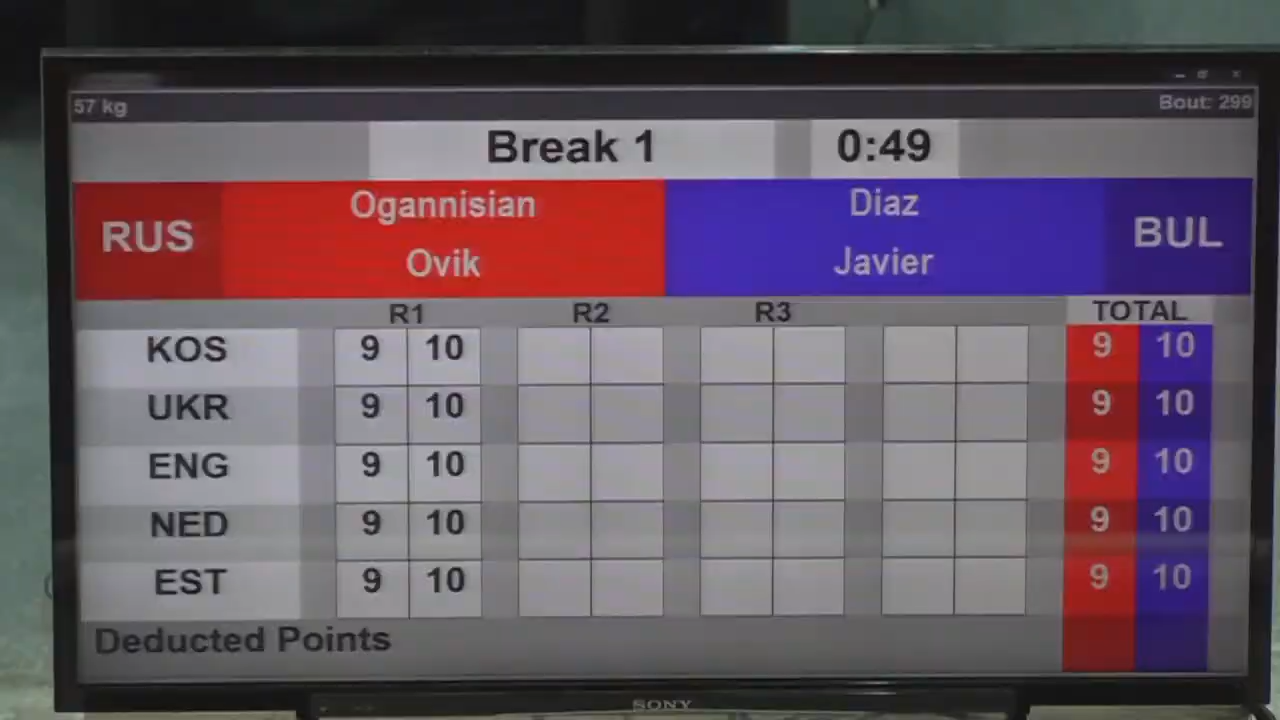 57 kg Bout: 299
Break 1 0:49
RUS Ogannisian Ovik Diaz Javier BUL
R1 R2 R3 TOTAL
KOS 9 10 9 10
UKR 9 10 9 10
ENG 9 10 9 10
NED 9 10 9 10
EST 9 10 9 10
Deducted Points
SONY